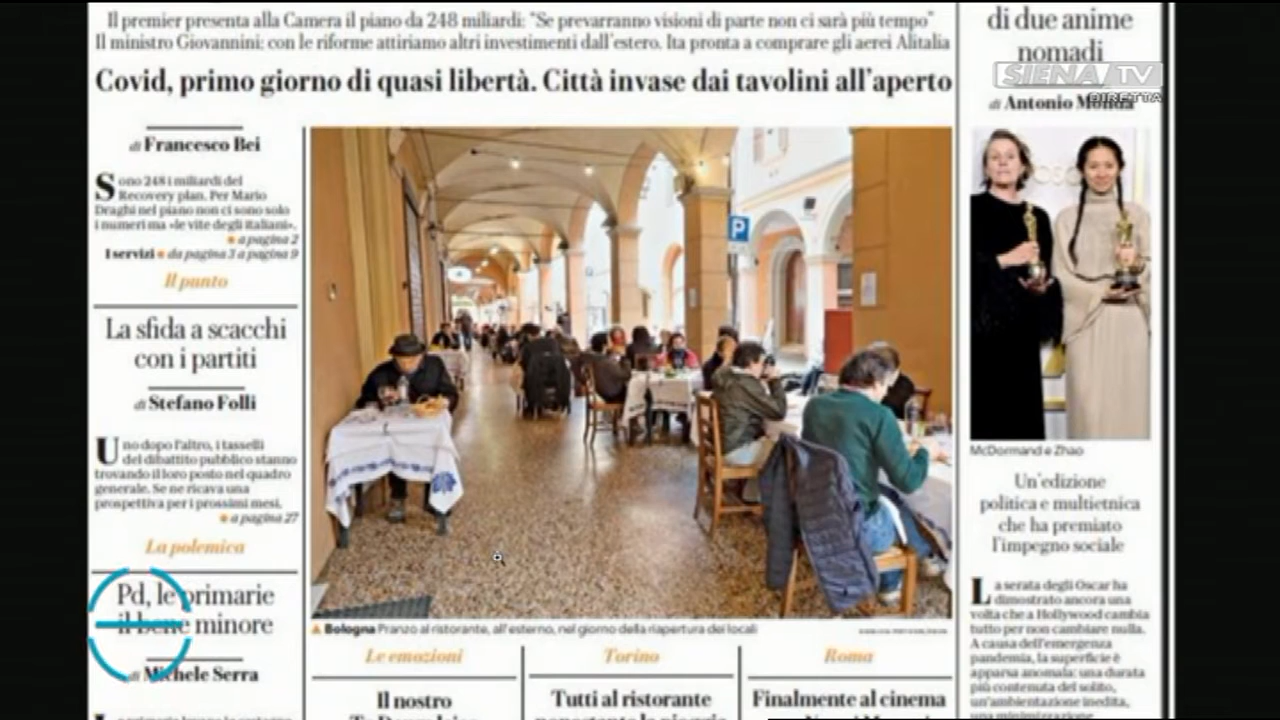 Il premier presenta alla Camera il piano da 248 miliardi: "Se prevarranno visioni di parte non ci sarà più tempo"
Il ministro Giovannini: con le riforme attiriamo altri investimenti dall'estero. Ita pronta a comprare gli aerei Alitalia
Covid, primo giorno di quasi libertà. Città invase dai tavolini all'aperto
di Francesco Bei
Sono 248 i miliardi del
Recovery plan. Per Mario
Draghi nel piano non ci sono solo
i numeri ma «le vite degli italiani».
a pagina 2
I servizi da pagina 3 a pagina 9
Il punto
La sfida a scacchi
con i partiti
di Stefano Folli
Uno dopo l'altro, i tasselli
del dibattito pubblico stanno
trovando il loro posto nel quadro
generale. Se ne ricava una
prospettiva per i prossimi mesi.
a pagina 27
La polemica
Pd, le primarie
il bene minore
di Michele Serra
P
Bologna Pranzo al ristorante, all'esterno, nel giorno della riapertura dei locali
Le emozioni
Il nostro
Torino
Tutti al ristorante
nonostante la pioggia
Roma
Finalmente al cinema
di due anime
nomadi
SIENA TV
DIRETTA
di Antonio Monda
McDormand e Zhao
Un'edizione
politica e multietnica
che ha premiato
l'impegno sociale
La serata degli Oscar ha
dimostrato ancora una
volta che a Hollywood cambia
tutto per non cambiare nulla.
A causa dell'emergenza
pandemia, la superficie è
apparsa anomala: una durata
più contenuta del solito,
un'ambientazione inedita,
una minimizzazione